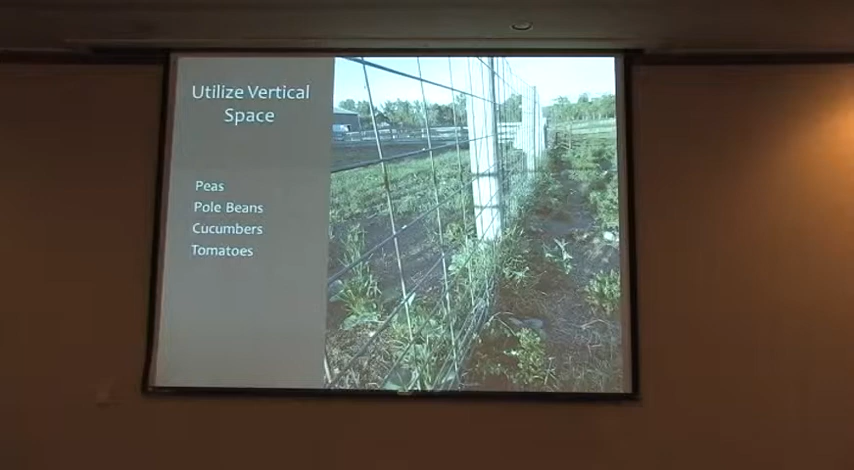 Utilize Vertical
Space
Peas
Pole Beans
Cucumbers
Tomatoes